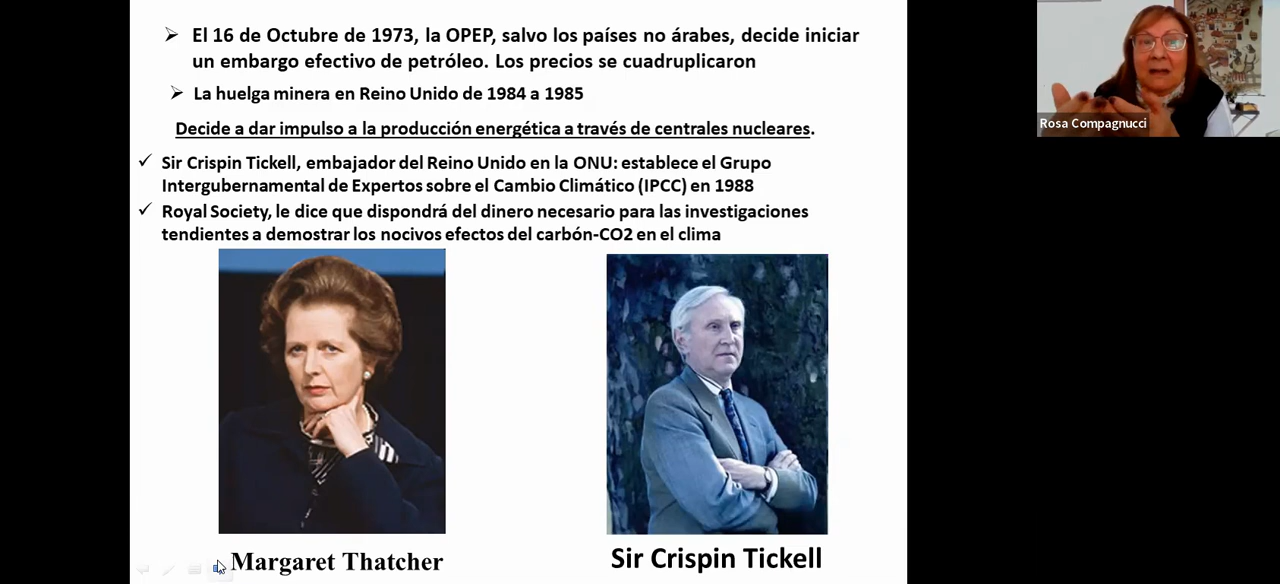 El 16 de Octubre de 1973, la OPEP, salvo los países no árabes, decide iniciar
un embargo efectivo de petróleo. Los precios se cuadruplicaron
La huelga minera en Reino Unido de 1984 a 1985
Decide a dar impulso a la producción energética a través de centrales nucleares.
Sir Crispin Tickell, embajador del Reino Unido en la ONU: establece el Grupo
Intergubernamental de Expertos sobre el Cambio Climático (IPCC) en 1988
Royal Society, le dice que dispondrá del dinero necesario para las investigaciones
tendientes a demostrar los nocivos efectos del carbón-CO2 en el clima
Margaret Thatcher
Sir Crispin Tickell
Rosa Compagnucci